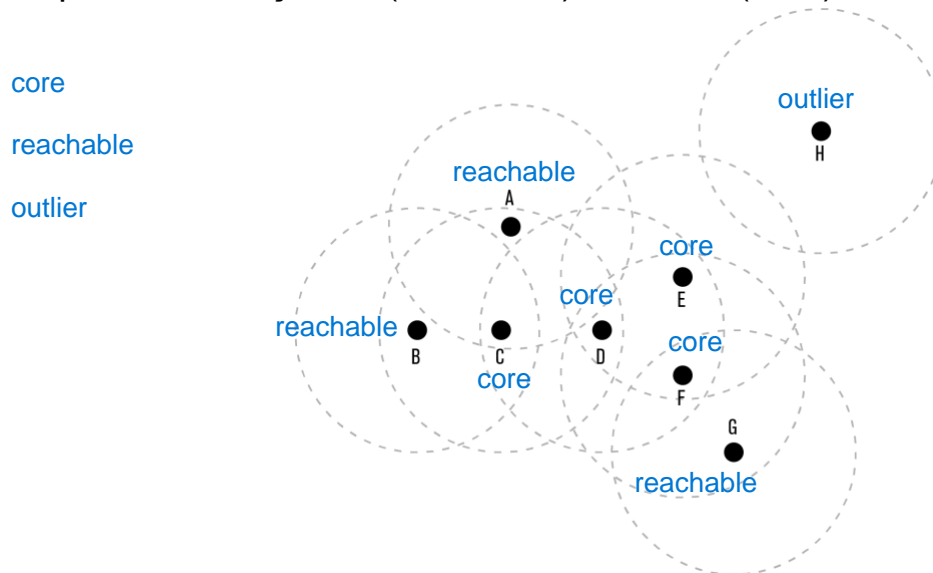 core
reachable
outlier
outlier
H
reachable
A
core
E
core
reachable
B
C
core
D
core
F
G
reachable